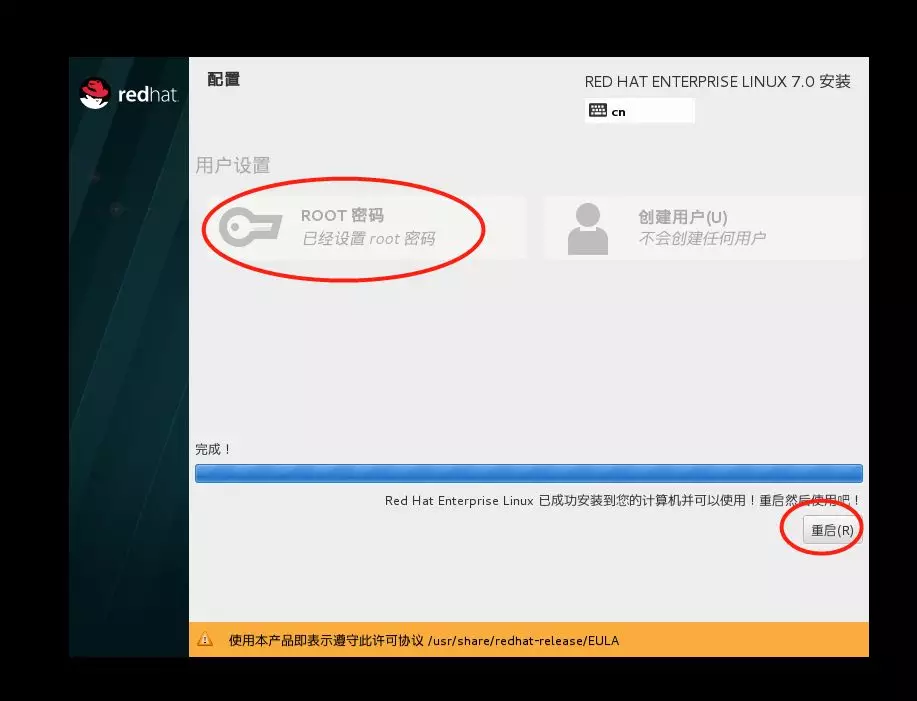 redhat.
配置
RED HAT ENTERPRISE LINUX 7.0 安装
cn
用户设置
ROOT 密码
已经设置 root 密码
创建用户(U)
不会创建任何用户
完成！
Red Hat Enterprise Linux 已成功安装到您的计算机并可以使用！重启然后使用吧！
重启(R)
使用本产品即表示遵守此许可协议 /usr/share/redhat-release/EULA